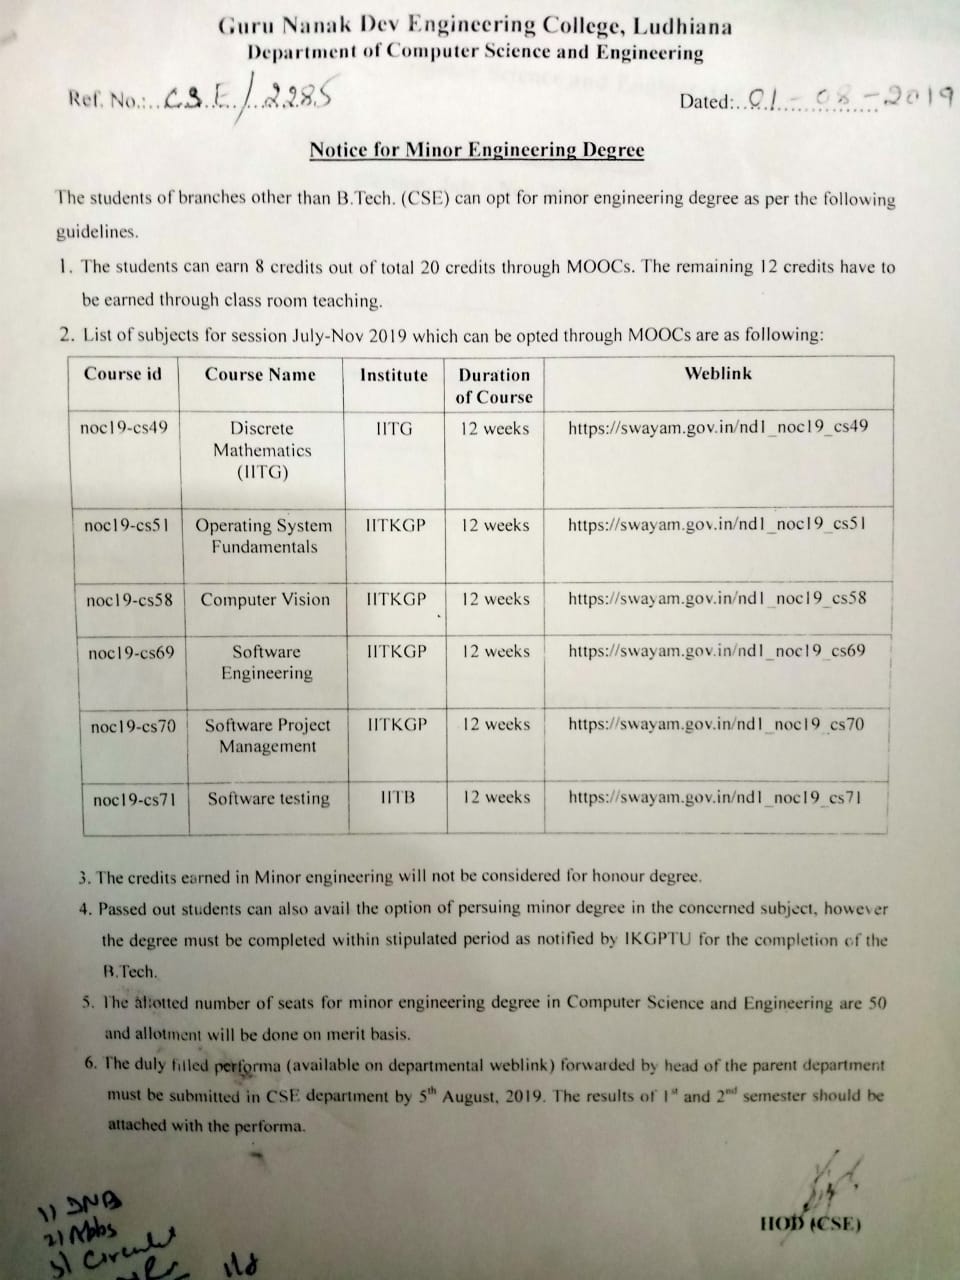 Guru Nanak Dev Engineering College, Ludhiana
Department of Computer Science and Engineering
Ref. No.:..CSE/2285
Dated:..01-08-2019
Notice for Minor Engineering Degree
The students of branches other than B.Tech. (CSE) can opt for minor engineering degree as per the following
guidelines.
1. The students can earn 8 credits out of total 20 credits through MOOCs. The remaining 12 credits have to
be earned through class room teaching.
2. List of subjects for session July-Nov 2019 which can be opted through MOOCs are as following:
Course id Course Name Institute Duration of Course Weblink
noc19-cs49 Discrete Mathematics (IITG) IITG 12 weeks https://swayam.gov.in/nd1_noc19_cs49
noc19-cs51 Operating System Fundamentals IITKGP 12 weeks https://swayam.gov.in/nd1_noc19_cs51
noc19-cs58 Computer Vision IITKGP 12 weeks https://swayam.gov.in/nd1_noc19_cs58
noc19-cs69 Software Engineering IITKGP 12 weeks https://swayam.gov.in/nd1_noc19_cs69
noc19-cs70 Software Project Management IITKGP 12 weeks https://swayam.gov.in/nd1_noc19_cs70
noc19-cs71 Software testing IITB 12 weeks https://swayam.gov.in/nd1_noc19_cs71
3. The credits earned in Minor engineering will not be considered for honour degree.
4. Passed out students can also avail the option of persuing minor degree in the concerned subject, however
the degree must be completed within stipulated period as notified by IKGPTU for the completion of the
B.Tech.
5. The allotted number of seats for minor engineering degree in Computer Science and Engineering are 50
and allotment will be done on merit basis.
6. The duly filled performa (available on departmental weblink) forwarded by head of the parent department
must be submitted in CSE department by 5th August, 2019. The results of 1st and 2nd semester should be
attached with the performa.
HOD (CSE)
1) DNB
2)
3) Circulate